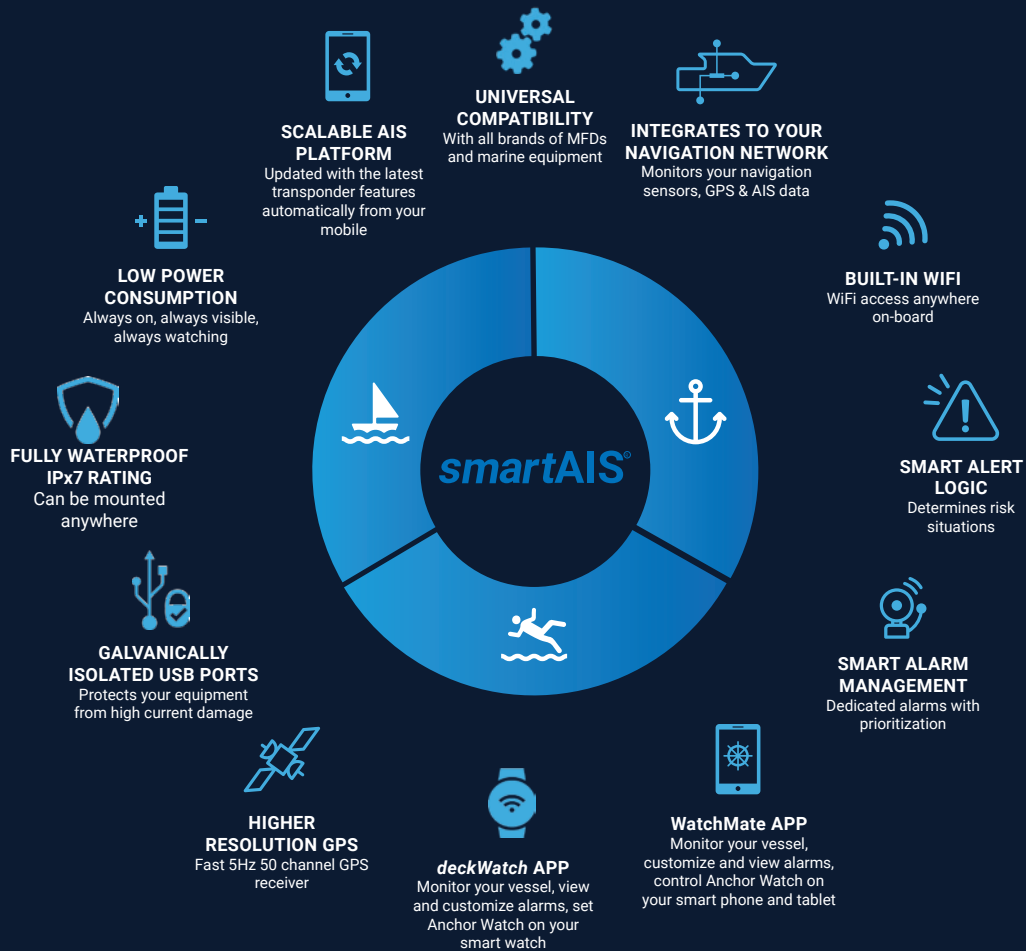 SCALABLE AIS
PLATFORM
Updated with the latest
transponder features
automatically from your
mobile
UNIVERSAL
COMPATIBILITY
With all brands of MFDs
and marine equipment
INTEGRATES TO YOUR
NAVIGATION NETWORK
Monitors your navigation
sensors, GPS & AIS data
LOW POWER
CONSUMPTION
Always on, always visible,
always watching
BUILT-IN WIFI
WiFi access anywhere
on-board
FULLY WATERPROOF
IPx7 RATING
Can be mounted
anywhere
smartAIS®
SMART ALERT
LOGIC
Determines risk
situations
GALVANICALLY
ISOLATED USB PORTS
Protects your equipment
from high current damage
SMART ALARM
MANAGEMENT
Dedicated alarms with
prioritization
HIGHER
RESOLUTION GPS
Fast 5Hz 50 channel GPS
receiver
deckWatch APP
Monitor your vessel, view
and customize alarms, set
Anchor Watch on your
smart watch
WatchMate APP
Monitor your vessel,
customize and view alarms,
control Anchor Watch on
your smart phone and tablet